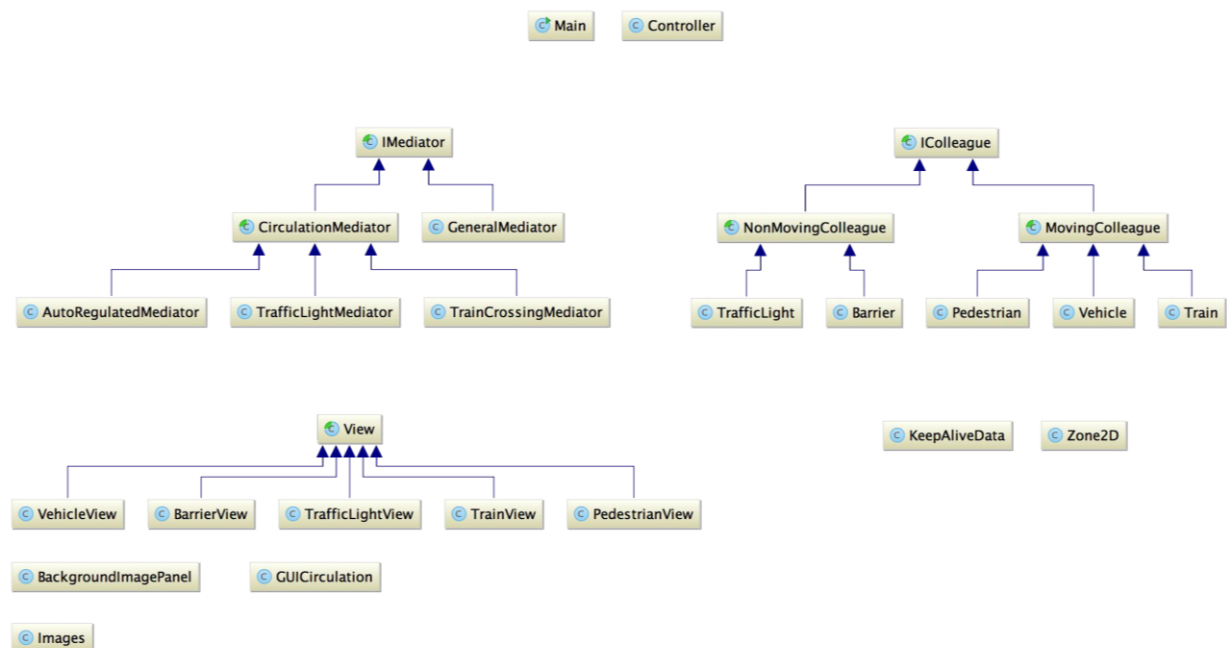 Main
Controller
IMediator
IColleague
CirculationMediator
GeneralMediator
NonMovingColleague
MovingColleague
AutoRegulatedMediator
TrafficLightMediator
TrainCrossingMediator
TrafficLight
Barrier
Pedestrian
Vehicle
Train
View
KeepAliveData
Zone2D
VehicleView
BarrierView
TrafficLightView
TrainView
PedestrianView
BackgroundImagePanel
GUICirculation
Images